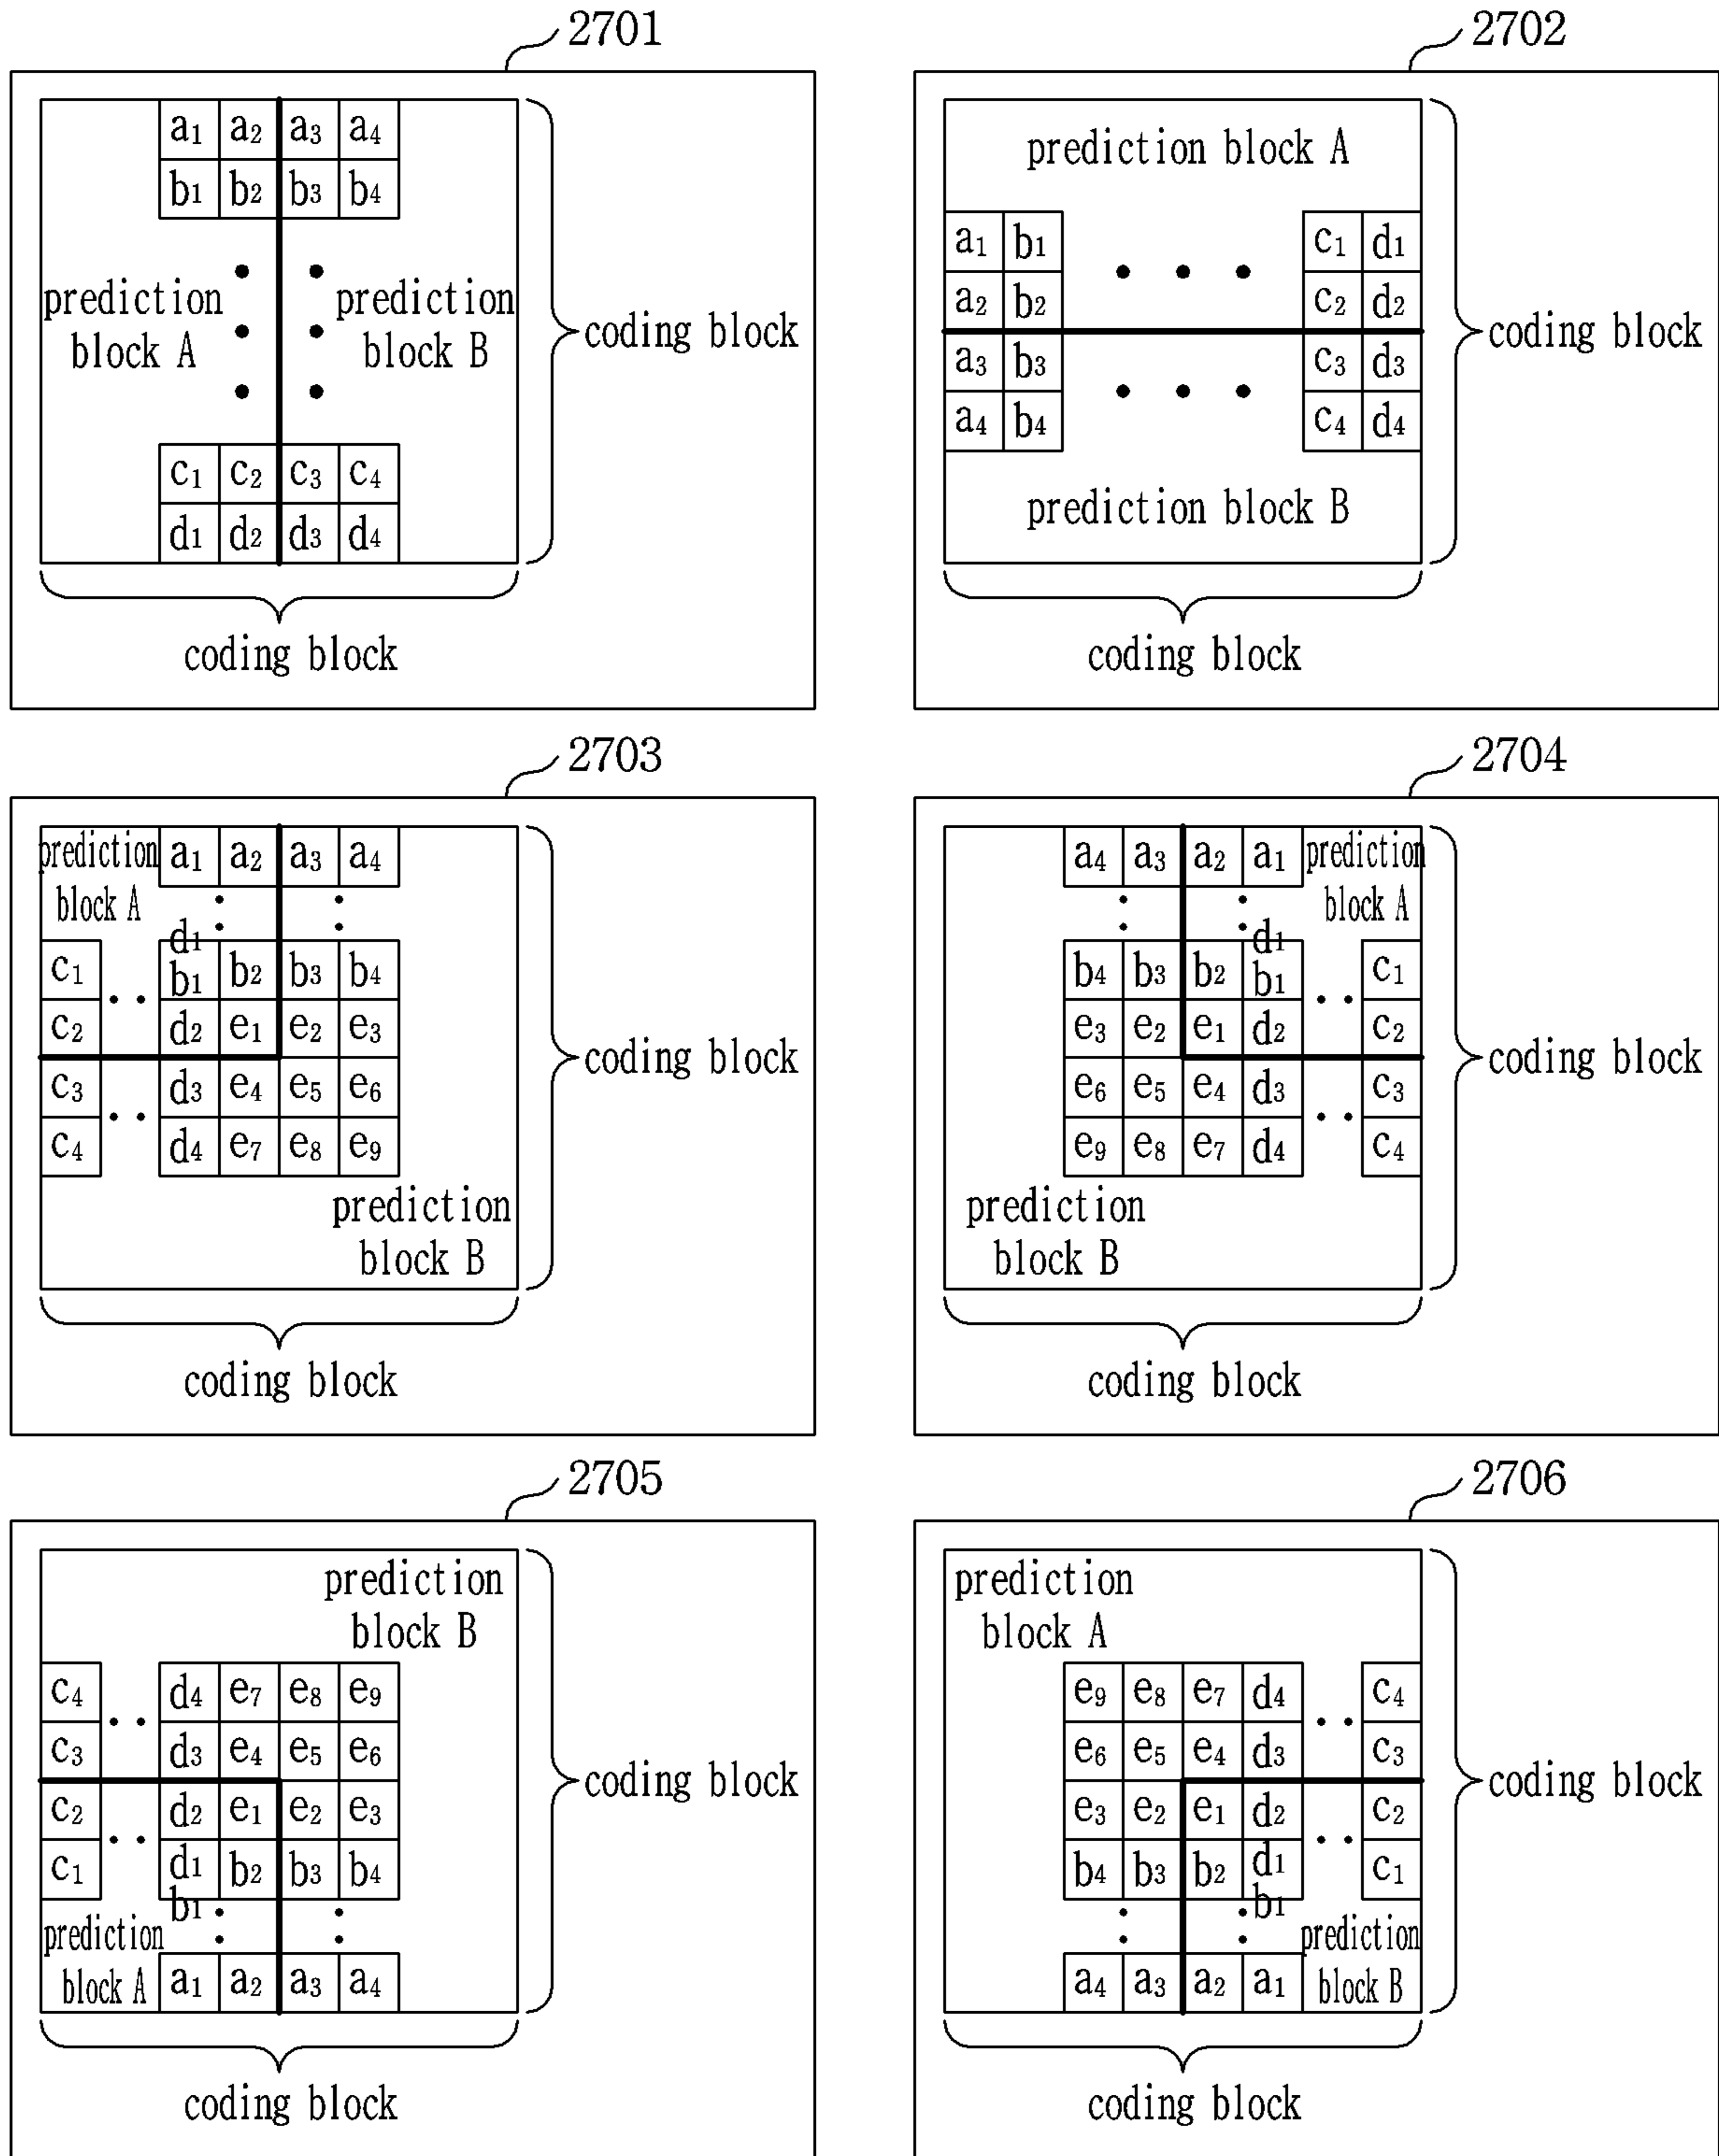 2701
a1 a2 a3 a4
b1 b2 b3 b4
prediction block A
prediction block B
coding block
c1 c2 c3 c4
d1 d2 d3 d4
coding block
2702
prediction block A
a1 b1 c1 d1
a2 b2 c2 d2
coding block
a3 b3 c3 d3
a4 b4 c4 d4
prediction block B
coding block
2703
prediction block A
a1 a2 a3 a4
d1
c1 b1 b2 b3 b4
c2 d2 e1 e2 e3
coding block
c3 d3 e4 e5 e6
c4 d4 e7 e8 e9
prediction
block B
coding block
2704
a4 a3 a2 a1
prediction block A
d1
b4 b3 b2 b1 c1
e3 e2 e1 d2 c2
coding block
e6 e5 e4 d3 c3
e9 e8 e7 d4 c4
prediction
block B
coding block
2705
prediction
block B
c4 d4 e7 e8 e9
c3 d3 e4 e5 e6
coding block
c2 d2 e1 e2 e3
c1 d1 b2 b3 b4
b1
prediction
block A a1 a2 a3 a4
coding block
2706
prediction
block A
e9 e8 e7 d4 c4
e6 e5 e4 d3 c3
coding block
e3 e2 e1 d2 c2
b4 b3 b2 d1 c1
b1
prediction
a4 a3 a2 a1 block B
coding block